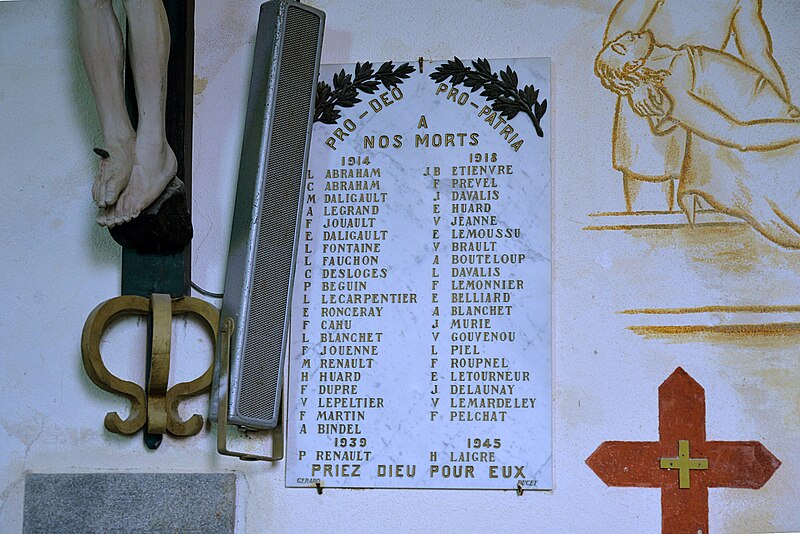 PRO-DEO PRO-PATRIA
A
NOS MORTS
1914 1918
L ABRAHAM J.B ETIENVRE
C ABRAHAM F PREVEL
M DALIGAULT J DAVALIS
A LEGRAND E HUARD
F JOUAULT V JEANNE
E DALIGAULT E LEMOUSSU
L FONTAINE V BRAULT
L FAUCHON A BOUTELOUP
C DESLOGES L DAVALIS
P BEGUIN F LEMONNIER
L LECARPENTIER E BELLIARD
E RONCERAY A BLANCHET
F CAHU J MURIE
L BLANCHET V GOUVENOU
F JOUENNE L PIEL
M RENAULT F ROUPNEL
H HUARD E LETOURNEUR
F DUPRE J DELAUNAY
V LEPELTIER V LEMARDELEY
F MARTIN F PELCHAT
A BINDEL
1939 1945
P RENAULT H LAIGRE
PRIEZ DIEU POUR EUX
GERARD DUCEY